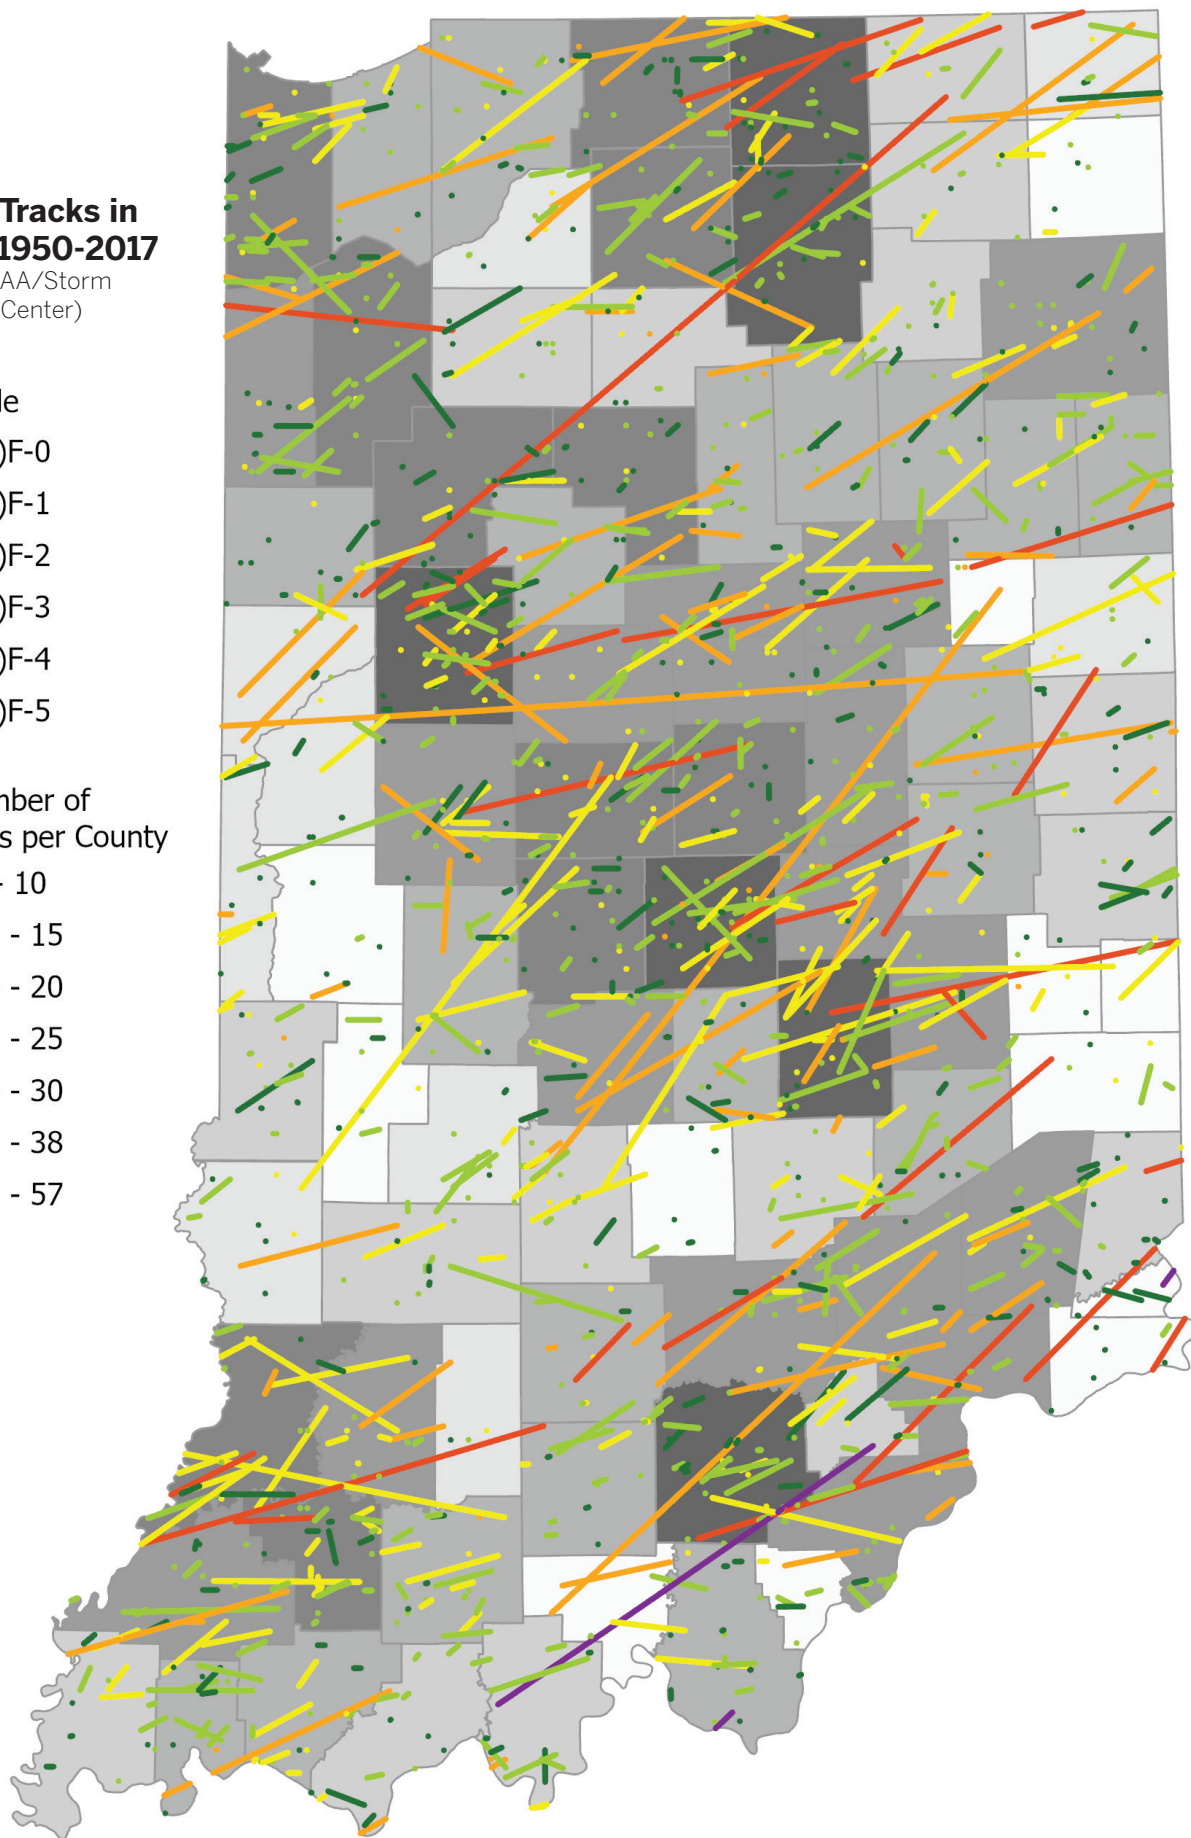 Tracks in
1950-2017
AA/Storm
Center)
le
)F-0
)F-1
)F-2
)F-3
)F-4
)F-5
nber of
s per County
- 10
- 15
- 20
- 25
- 30
- 38
- 57